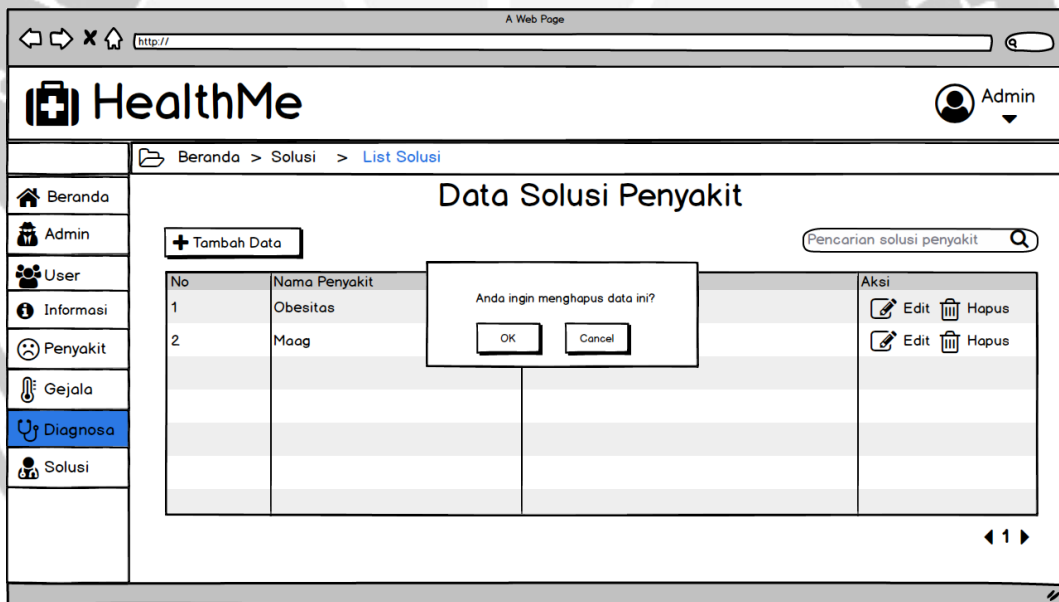 A Web Page
http://
HealthMe
Admin
Beranda > Solusi > List Solusi
Beranda
Admin
User
Informasi
Penyakit
Gejala
Diagnosa
Solusi
Data Solusi Penyakit
Tambah Data
Pencarian solusi penyakit
No Nama Penyakit Aksi
1 Obesitas Edit Hapus
2 Maag Edit Hapus
Anda ingin menghapus data ini?
OK Cancel
1